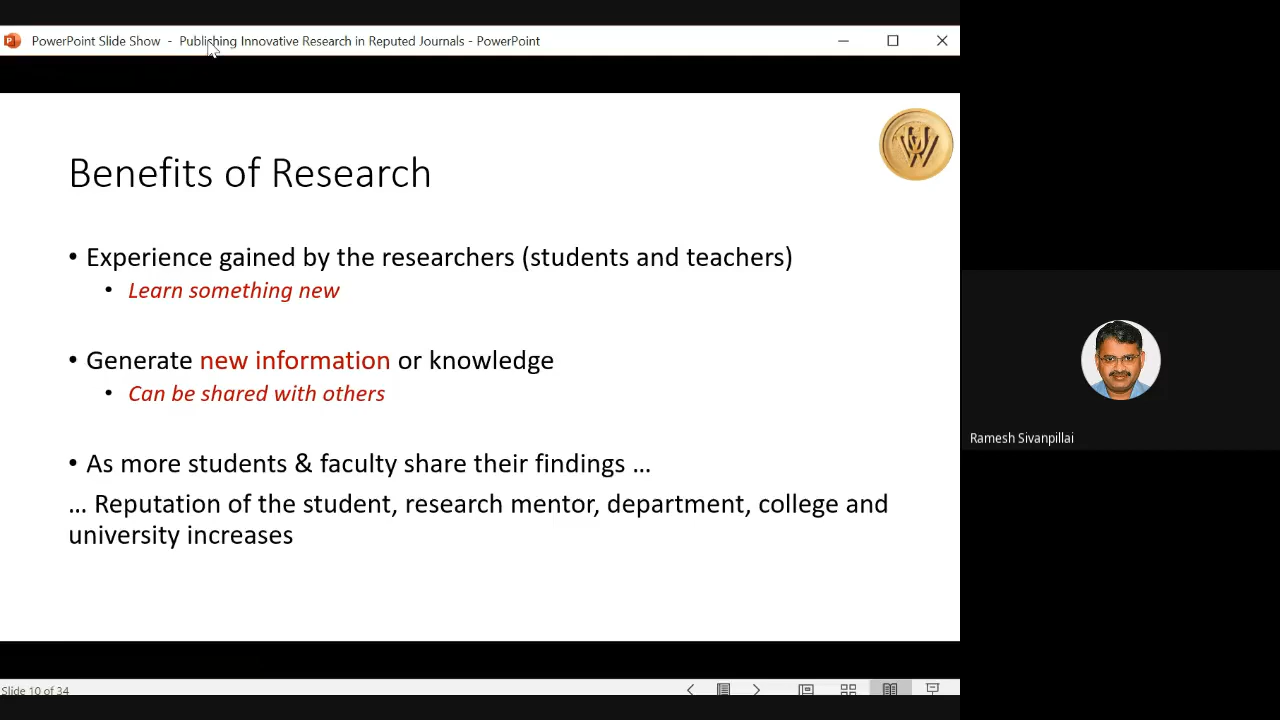 PowerPoint Slide Show - Publishing Innovative Research in Reputed Journals - PowerPoint
Benefits of Research
• Experience gained by the researchers (students and teachers)
• Learn something new
• Generate new information or knowledge
• Can be shared with others
• As more students & faculty share their findings …
… Reputation of the student, research mentor, department, college and
university increases
Ramesh Sivanpillai
Slide 10 of 34